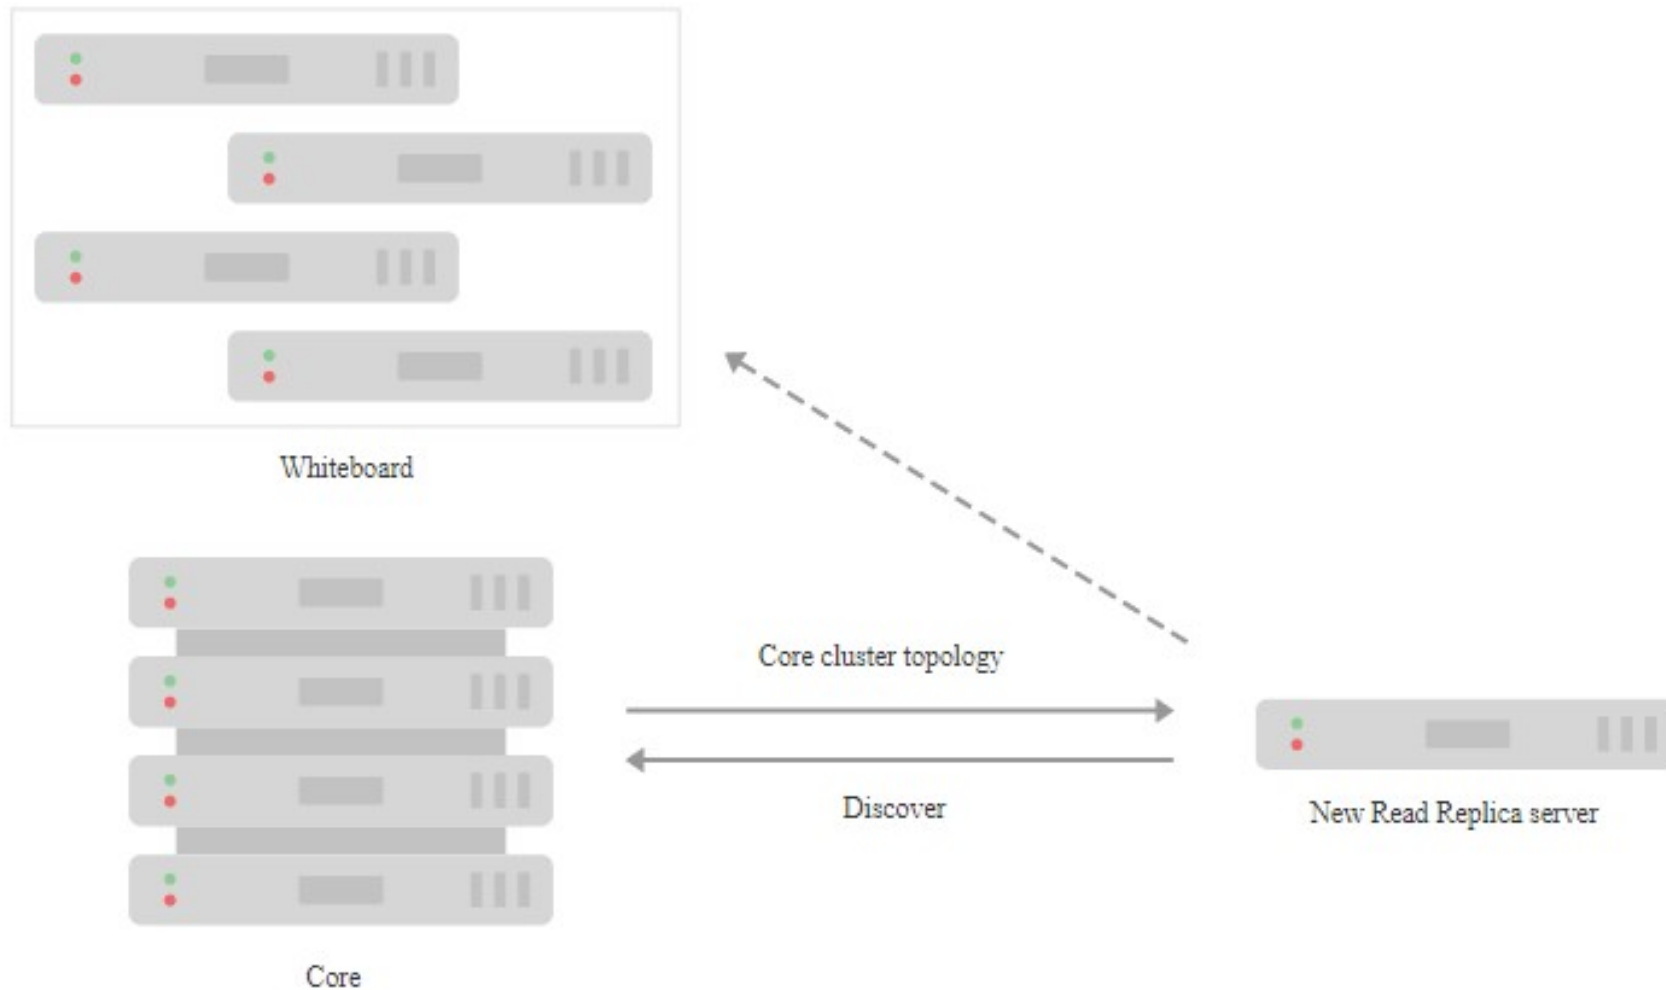 Whiteboard
Core cluster topology
Discover
New Read Replica server
Core